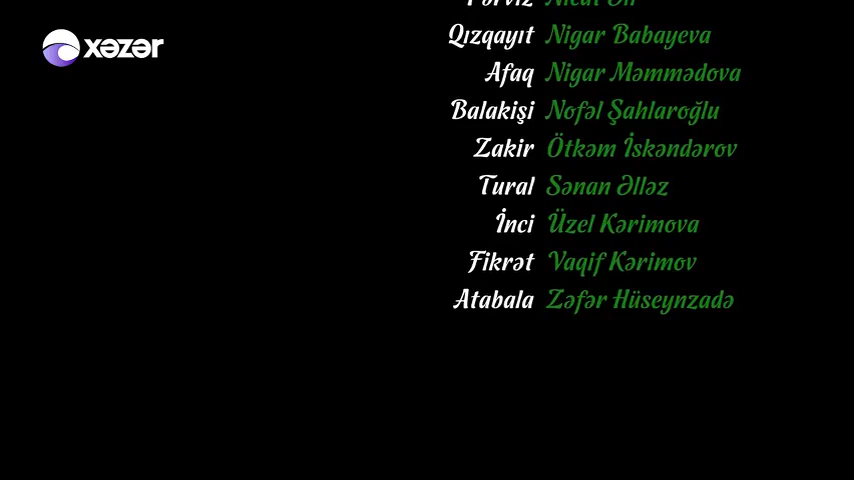 xəzər
Qızqayıt Nigar Babayeva
Afaq Nigar Məmmədova
Balakişi Nofəl Şahlaroğlu
Zakir Ötkəm İskəndərov
Tural Sənan Əlləz
İnci Üzel Kərimova
Fikrət Vaqif Kərimov
Atabala Zəfər Hüseynzadə